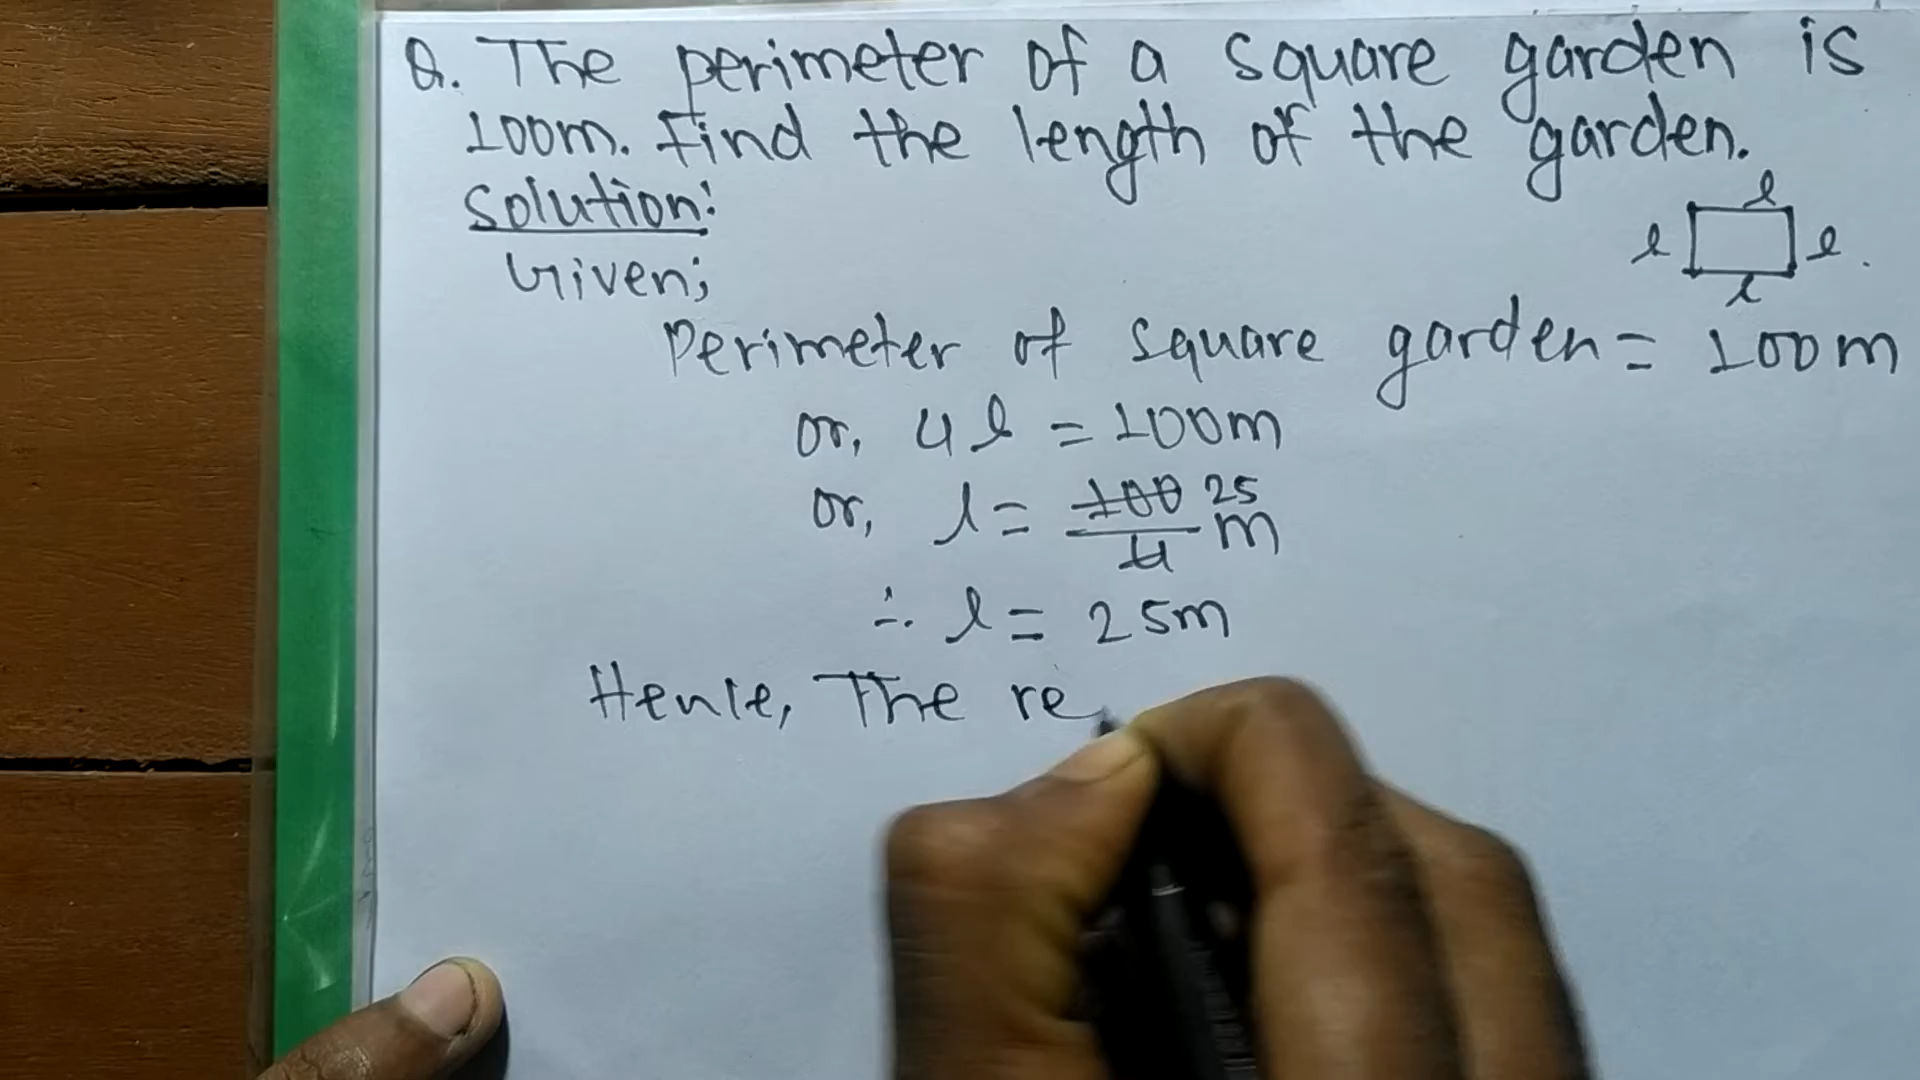 Q. The perimeter of a square garden is
100m. Find the length of the garden.
Solution:
l
l l.
l
Given;
Perimeter of square garden = 100m
or, 4l = 100m
or, l = 100/4 m 25
∴ l = 25m
Hence, The re